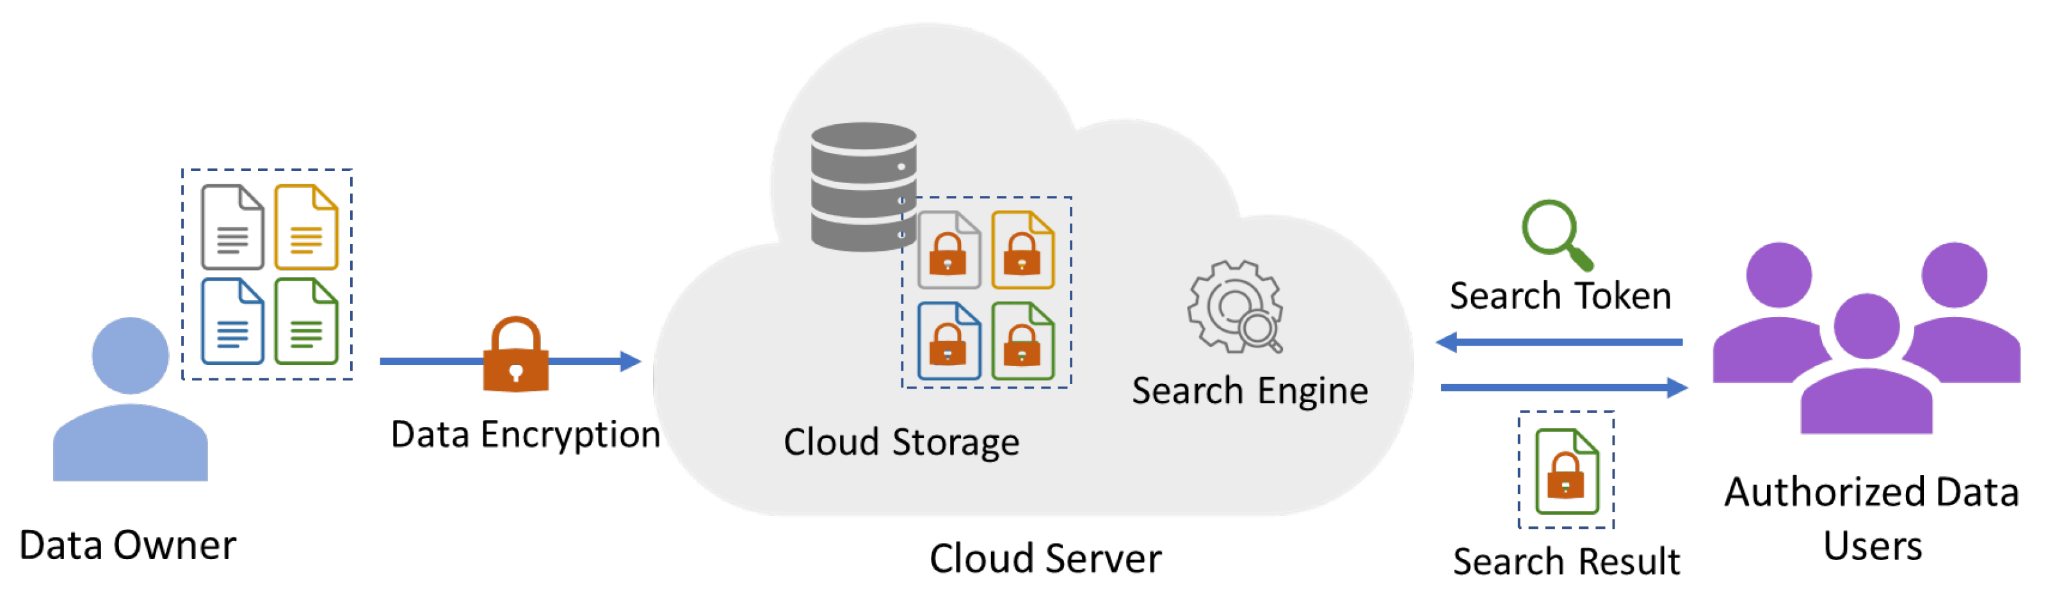 Data Owner
Data Encryption
Cloud Storage
Search Engine
Cloud Server
Search Token
Search Result
Authorized Data
Users